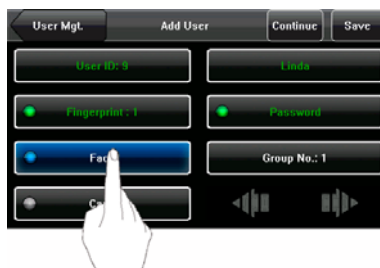 User Mgt. Add User Continue Save
User ID: 9 Linda
Fingerprint : 1 Password
Group No.: 1